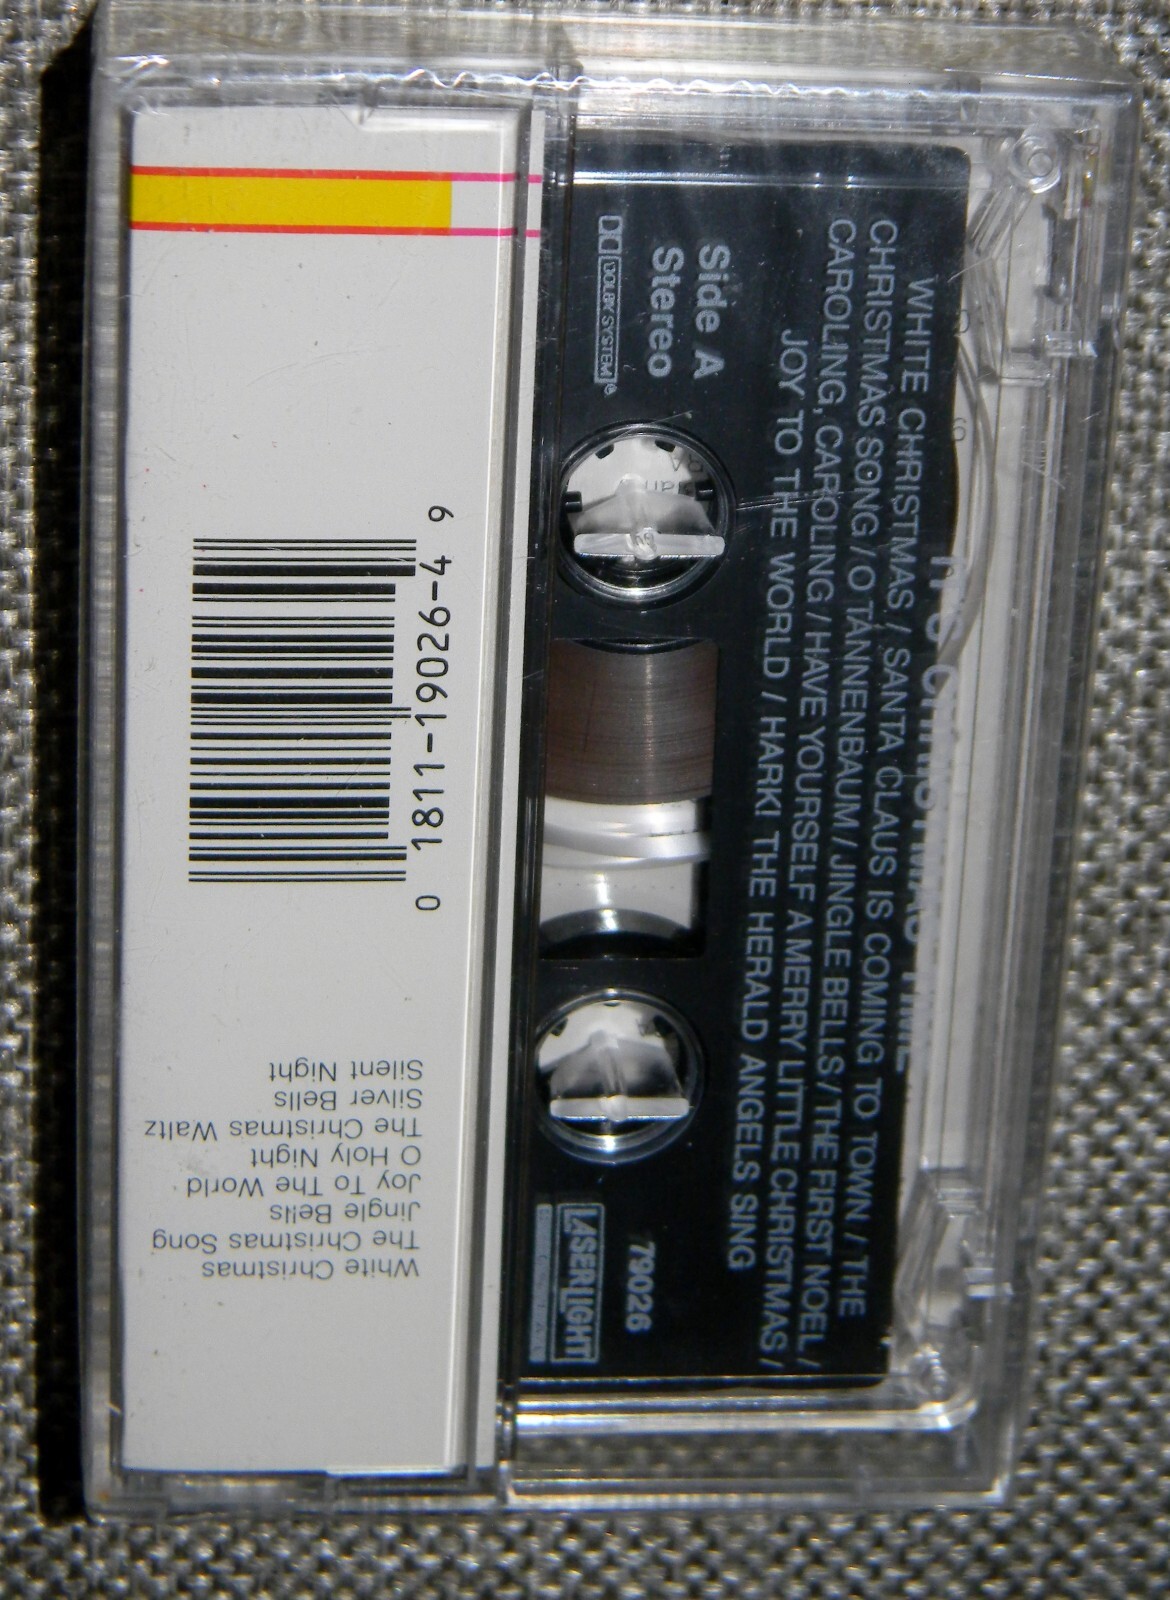 IT'S CHRISTMAS TIME
WHITE CHRISTMAS / SANTA CLAUS IS COMING TO TOWN / THE
CHRISTMAS SONG / O TANNENBAUM / JINGLE BELLS / THE FIRST NOEL /
CAROLING, CAROLING / HAVE YOURSELF A MERRY LITTLE CHRISTMAS /
JOY TO THE WORLD / HARK! THE HERALD ANGELS SING
Side A
Stereo
DOLBY SYSTEM®
79026
LASERLIGHT
0 1811-19026-4 9
White Christmas
The Christmas Song
Jingle Bells
Joy To The World
O Holy Night
The Christmas Waltz
Silver Bells
Silent Night